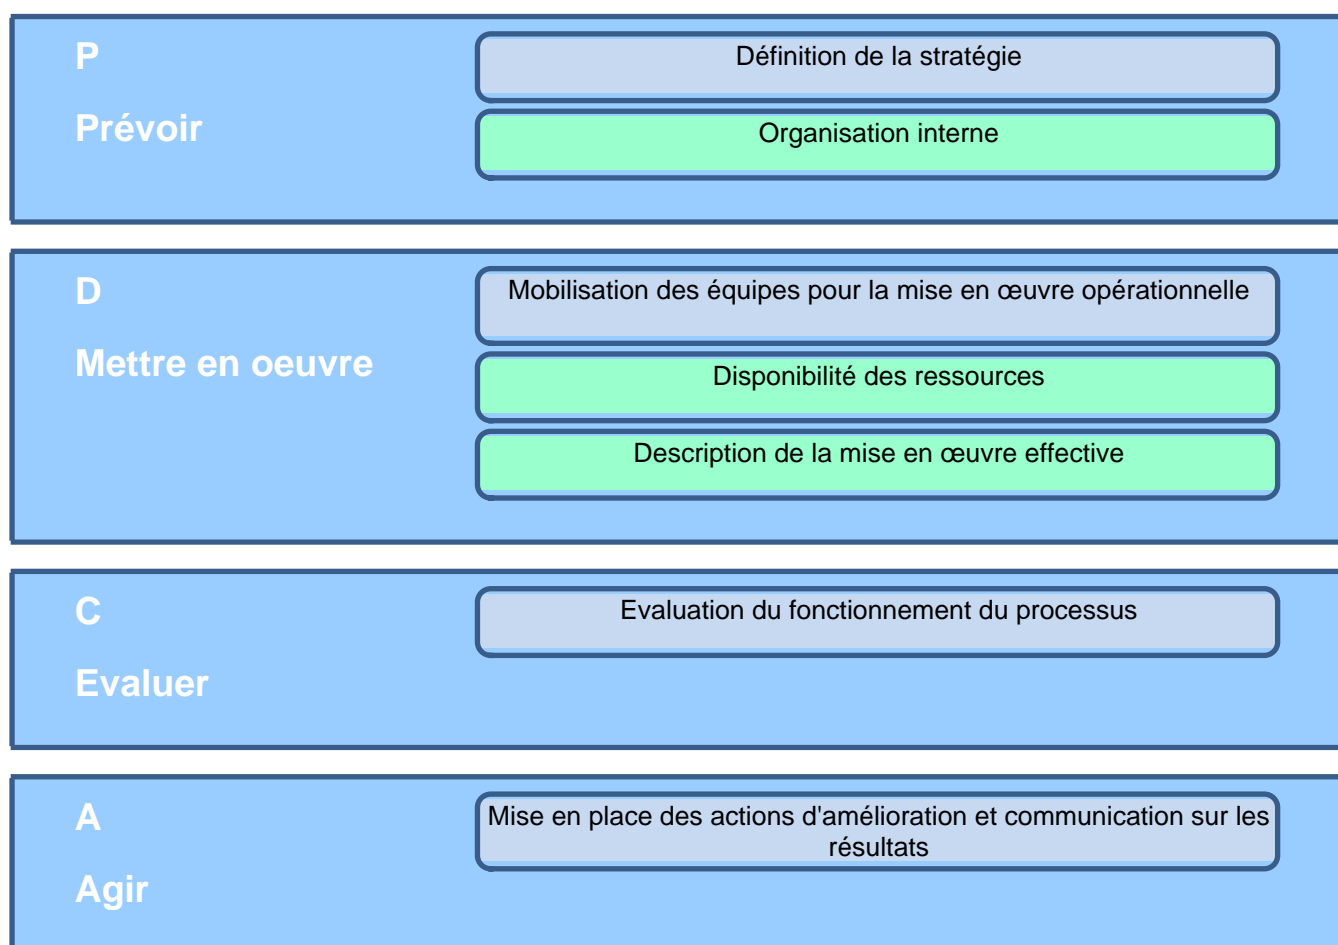 P
Prévoir
Définition de la stratégie
Organisation interne
D
Mettre en oeuvre
Mobilisation des équipes pour la mise en œuvre opérationnelle
Disponibilité des ressources
Description de la mise en œuvre effective
C
Evaluer
Evaluation du fonctionnement du processus
A
Agir
Mise en place des actions d'amélioration et communication sur les
résultats